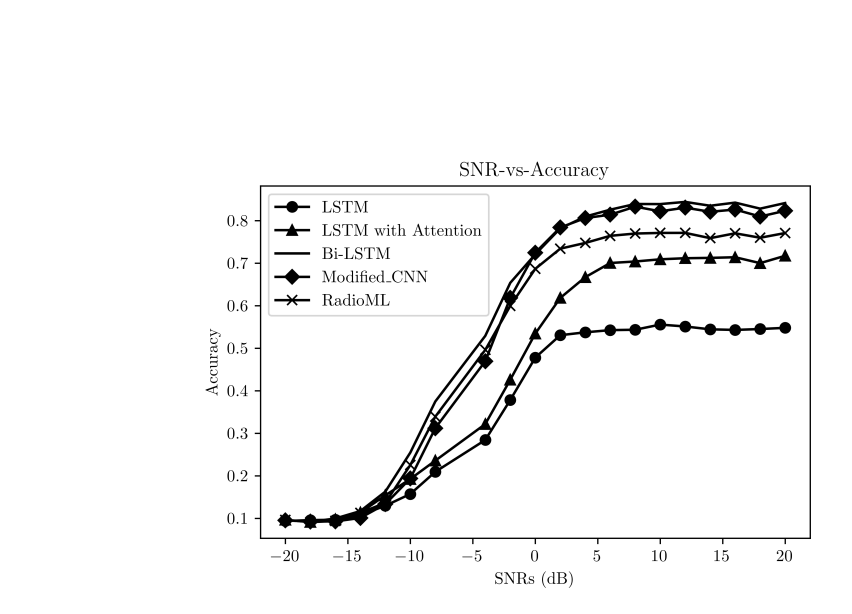 SNR-vs-Accuracy
LSTM
LSTM with Attention
Bi-LSTM
Modified_CNN
RadioML
Accuracy
0.8
0.7
0.6
0.5
0.4
0.3
0.2
0.1
−20 −15 −10 −5 0 5 10 15 20
SNRs (dB)